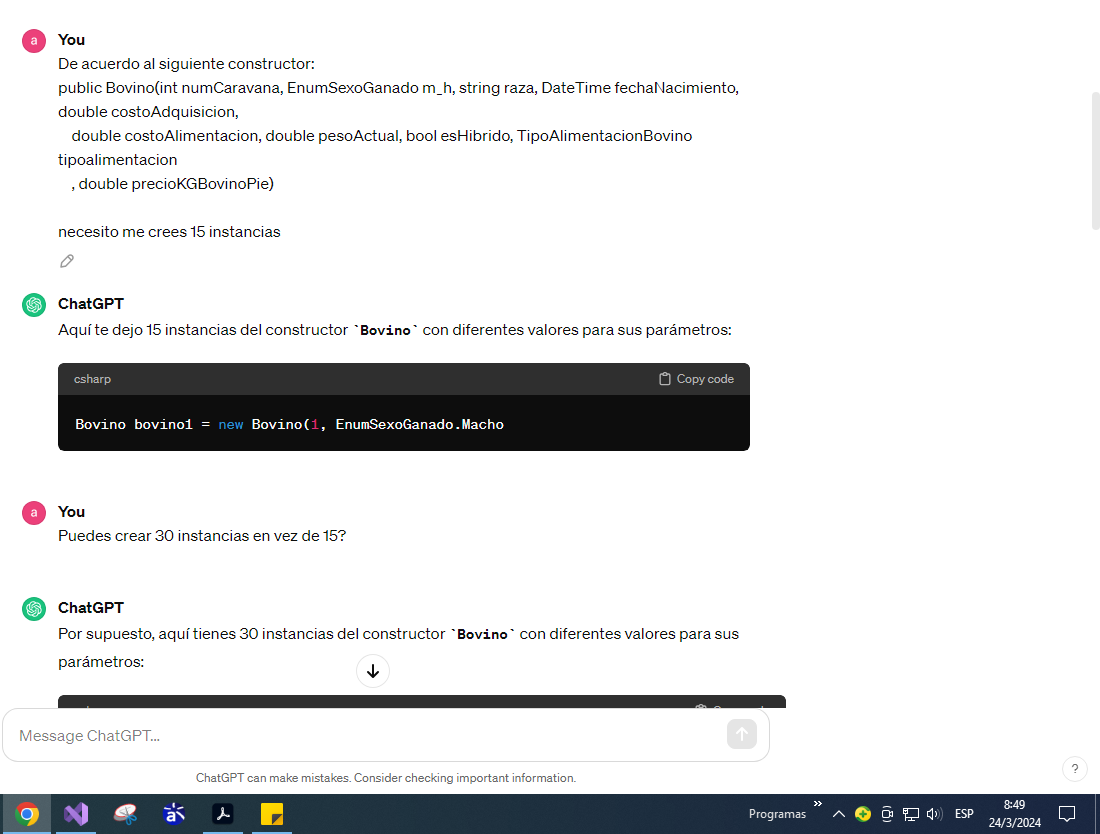 a You
De acuerdo al siguiente constructor:
public Bovino(int numCaravana, EnumSexoGanado m_h, string raza, DateTime fechaNacimiento,
double costoAdquisicion,
double costoAlimentacion, double pesoActual, bool esHibrido, TipoAlimentacionBovino
tipoalimentacion
, double precioKGBovinoPie)
necesito me crees 15 instancias
ChatGPT
Aquí te dejo 15 instancias del constructor `Bovino` con diferentes valores para sus parámetros:
csharp Copy code
Bovino bovino1 = new Bovino(1, EnumSexoGanado.Macho
a You
Puedes crear 30 instancias en vez de 15?
ChatGPT
Por supuesto, aquí tienes 30 instancias del constructor `Bovino` con diferentes valores para sus
parámetros:
Message ChatGPT...
ChatGPT can make mistakes. Consider checking important information.
?
Programas » ESP 8:49
24/3/2024